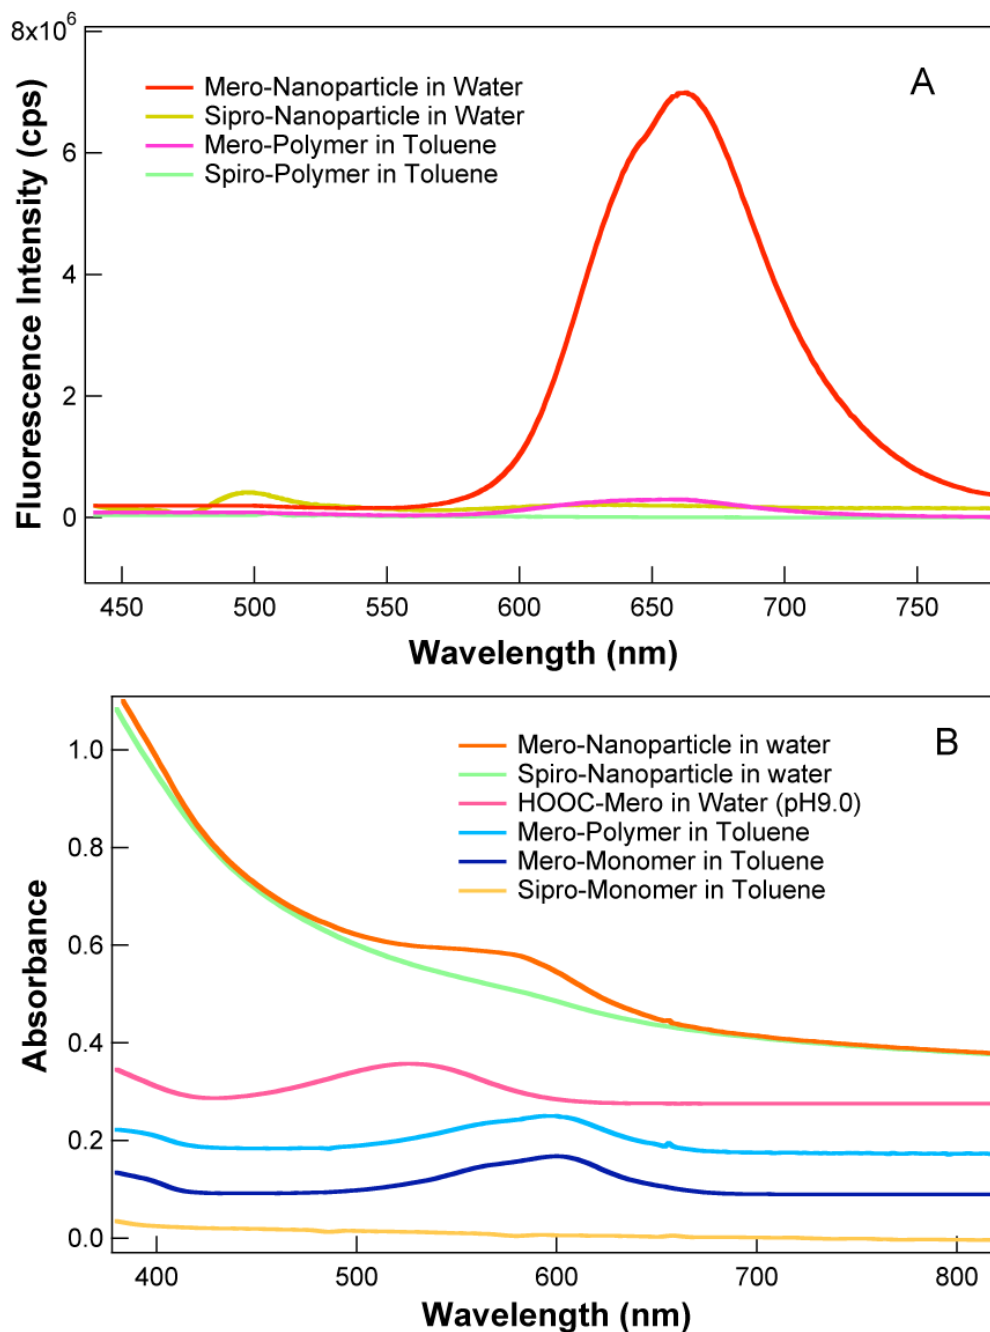 8x10⁶
A
Mero-Nanoparticle in Water
Sipro-Nanoparticle in Water
Mero-Polymer in Toluene
Spiro-Polymer in Toluene
6
4
2
0
Fluorescence Intensity (cps)
450 500 550 600 650 700 750
Wavelength (nm)
B
Mero-Nanoparticle in water
Spiro-Nanoparticle in water
HOOC-Mero in Water (pH9.0)
Mero-Polymer in Toluene
Mero-Monomer in Toluene
Sipro-Monomer in Toluene
1.0
0.8
0.6
0.4
0.2
0.0
Absorbance
400 500 600 700 800
Wavelength (nm)